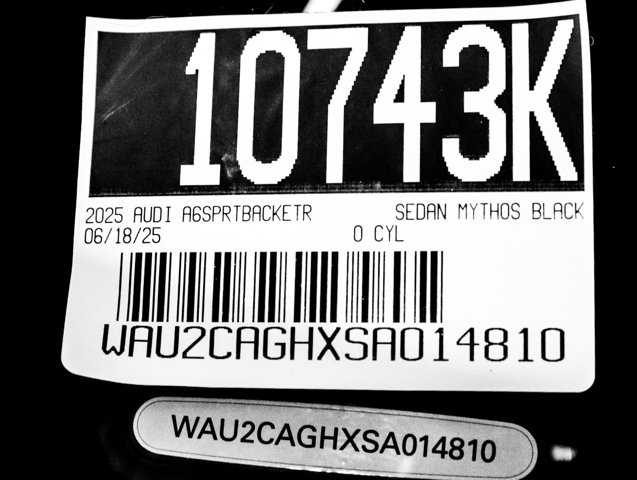 10743K
2025 AUDI A6SPRTBACKETR SEDAN MYTHOS BLACK
06/18/25 0 CYL
WAU2CAGHXSA014810
WAU2CAGHXSA014810